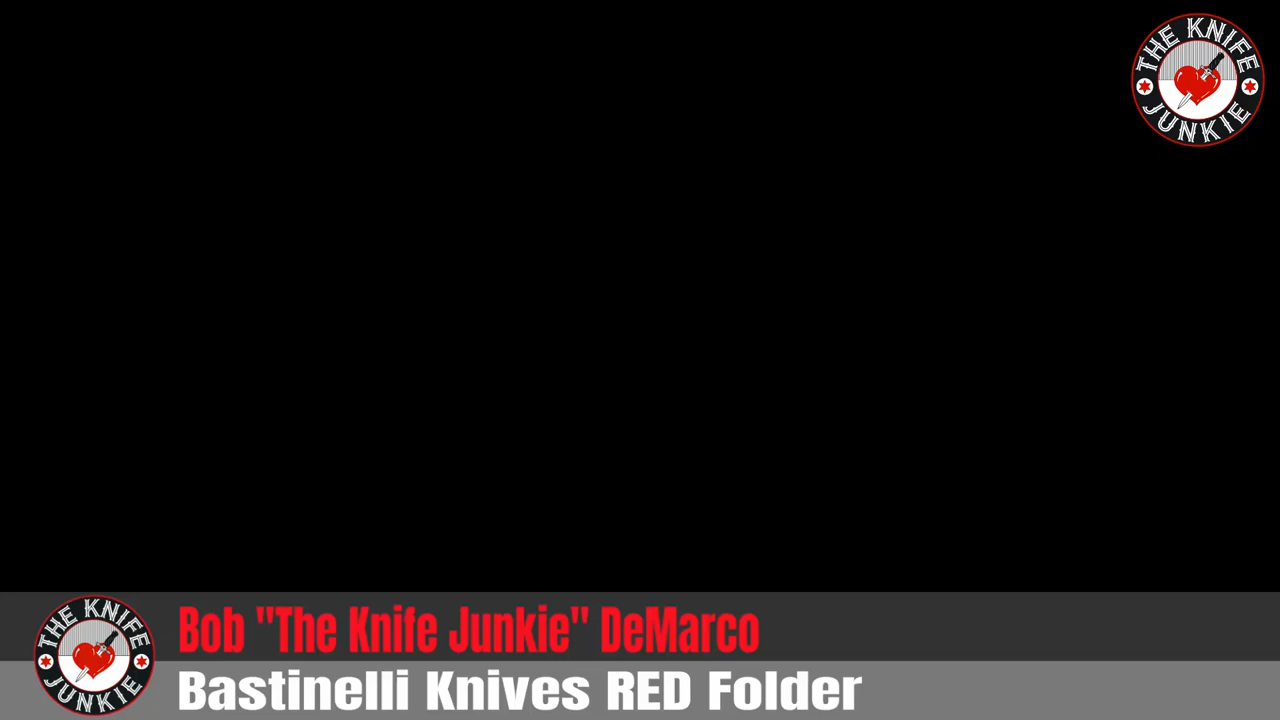 THE KNIFE
JUNKIE
THE KNIFE
JUNKIE
Bob "The Knife Junkie" DeMarco
Bastinelli Knives RED Folder